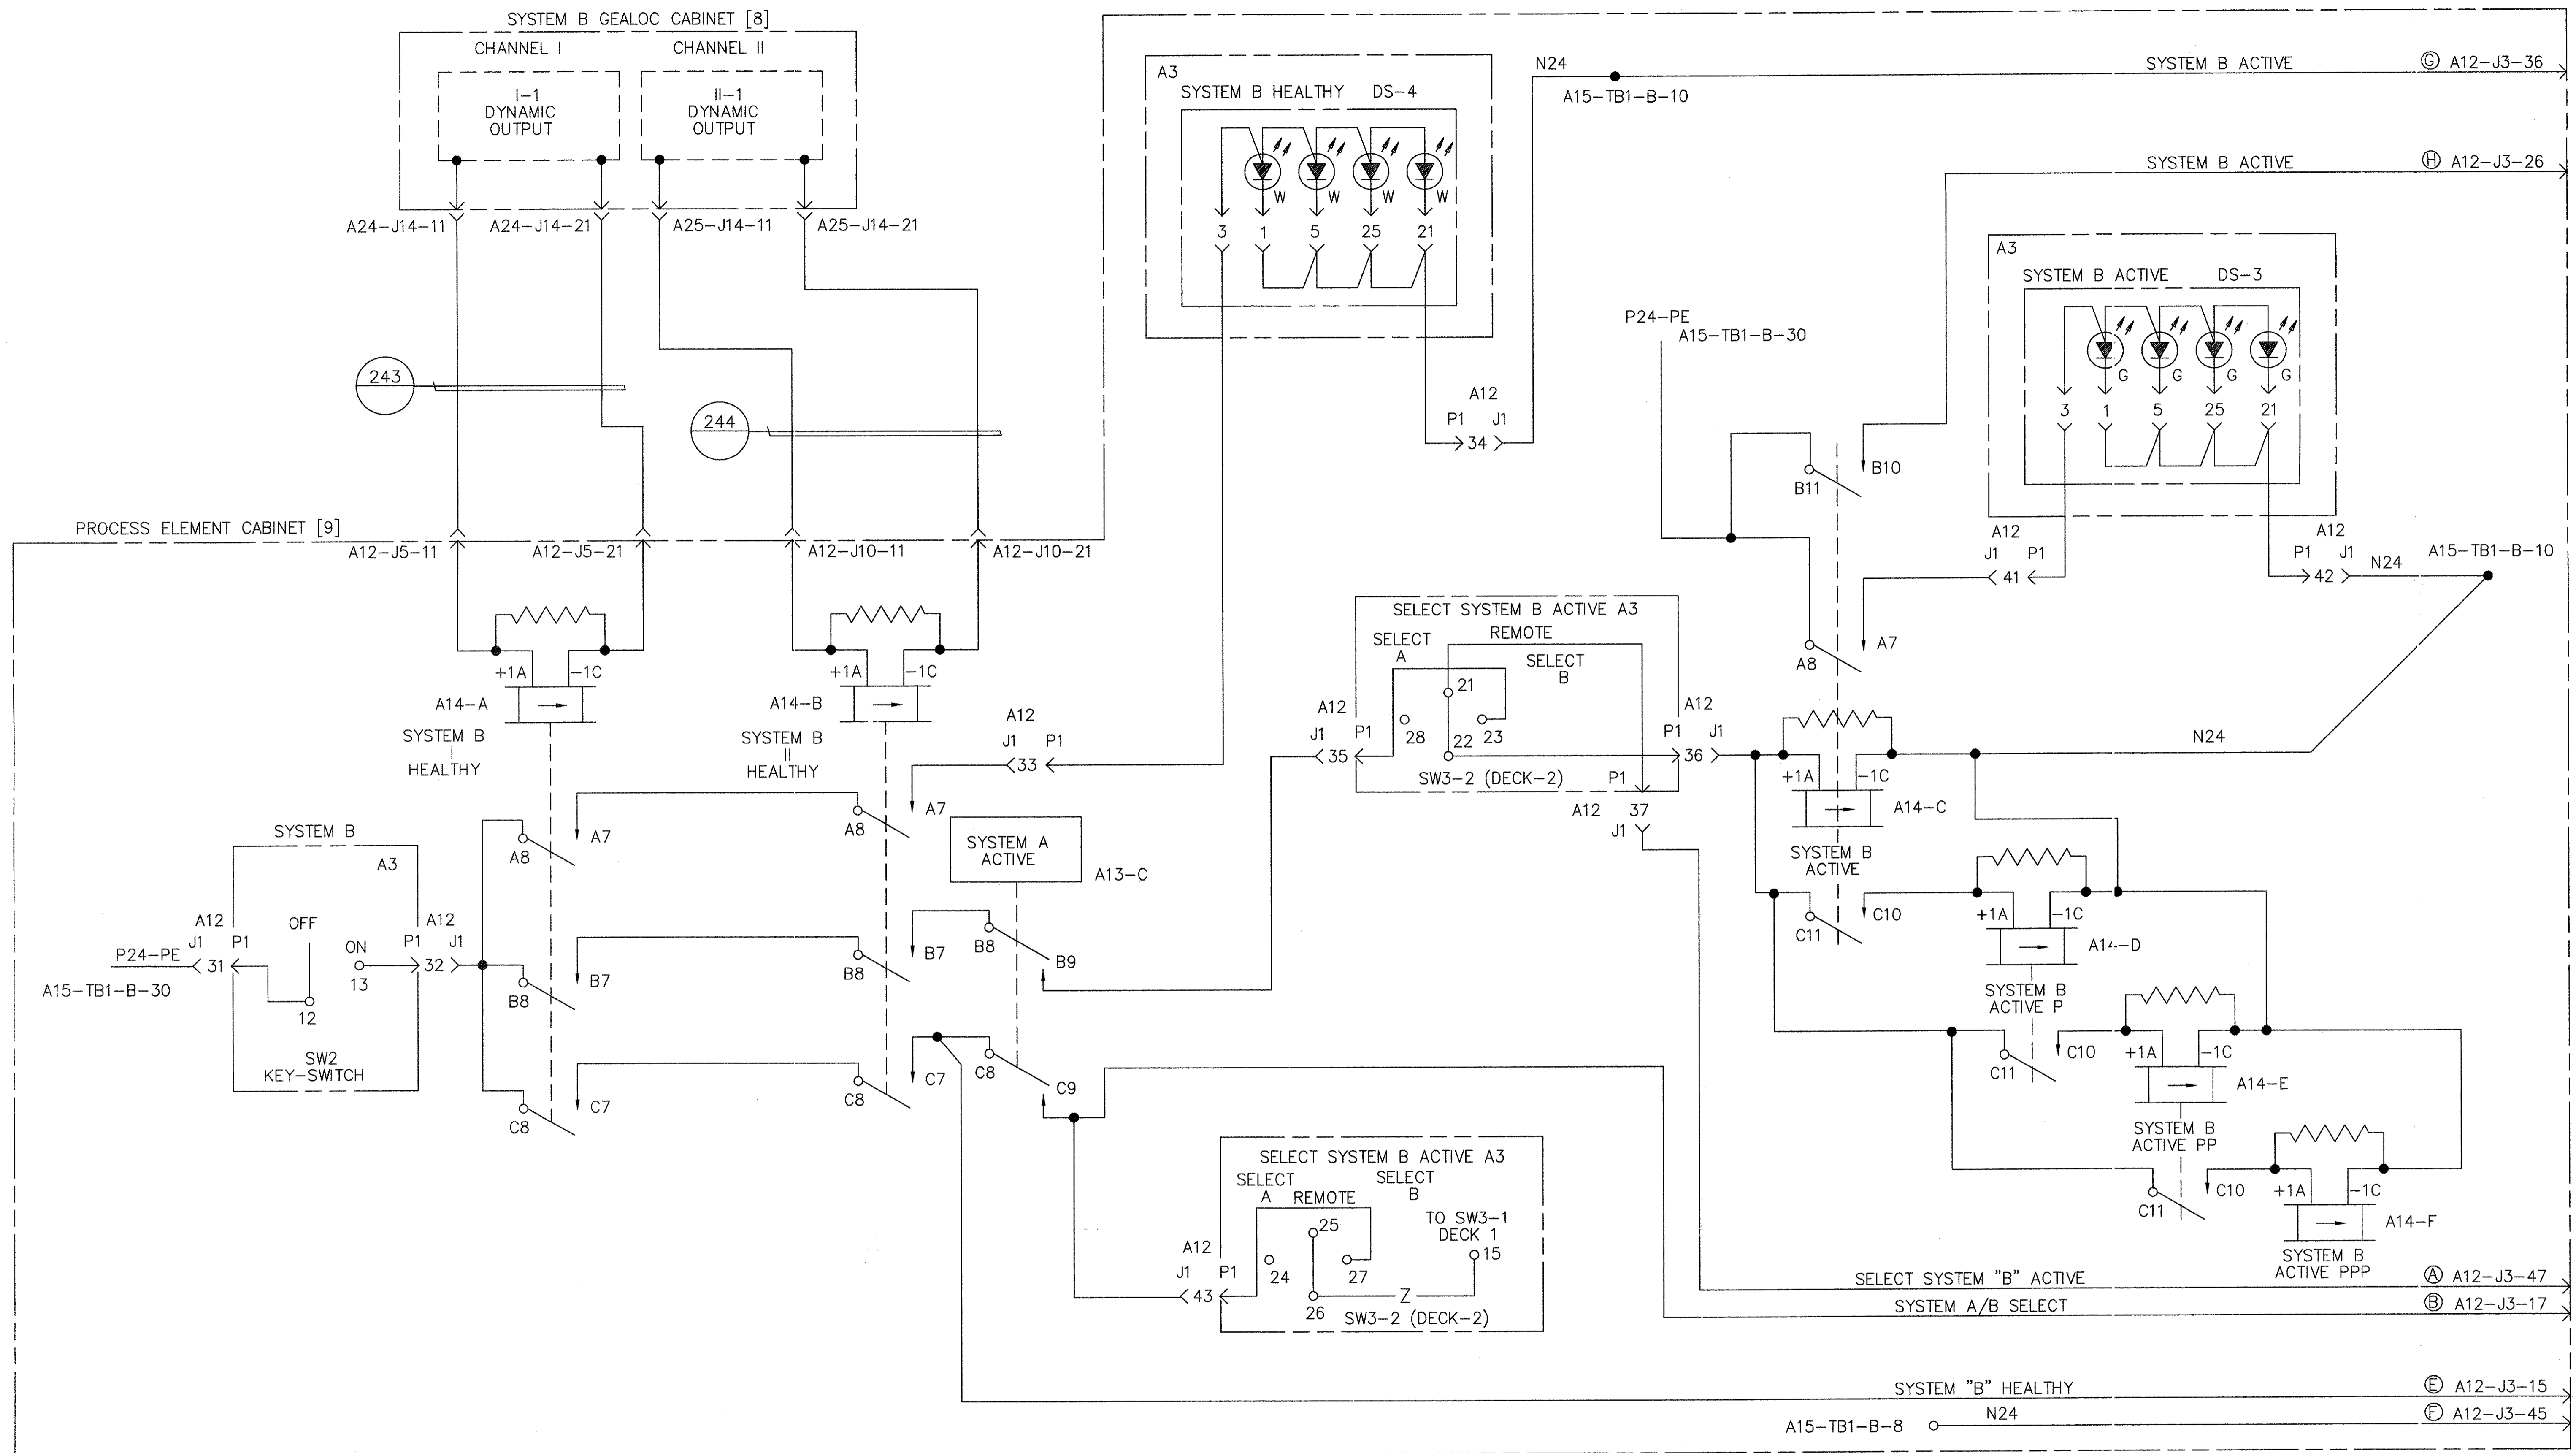 SYSTEM B GEALOC CABINET [8]
CHANNEL I
CHANNEL II
I-1
DYNAMIC
OUTPUT
II-1
DYNAMIC
OUTPUT
A24-J14-11
A24-J14-21
A25-J14-11
A25-J14-21
243
244
PROCESS ELEMENT CABINET [9]
A12-J5-11
A12-J5-21
A12-J10-11
A12-J10-21
A3
SYSTEM B HEALTHY DS-4
W W W W
3 1 5 25 21
N24
A15-TB1-B-10
SYSTEM B ACTIVE Ⓖ A12-J3-36
SYSTEM B ACTIVE Ⓗ A12-J3-26
A12
P1 J1
34
P24-PE
A15-TB1-B-30
B10
B11
A7
A8
A3
SYSTEM B ACTIVE DS-3
G G G G
3 1 5 25 21
A12
J1 P1
41
A12
P1 J1
42
N24
A15-TB1-B-10
+1A -1C
A14-A
SYSTEM B
I
HEALTHY
+1A -1C
A14-B
SYSTEM B
II
HEALTHY
A12
J1 P1
33
A8 A7
A8 A7
B8 B7
B8 B7
C8 C7
C8 C7
SYSTEM A
ACTIVE
A13-C
B8 B9
C8 C9
SYSTEM B
A3
P24-PE
A15-TB1-B-30
A12
J1 P1
31
OFF
12
ON
13
A12
P1 J1
32
SW2
KEY-SWITCH
SELECT SYSTEM B ACTIVE A3
SELECT
A
REMOTE
SELECT
B
21
28
22
23
A12
J1 P1
35
A12
P1 J1
36
SW3-2 (DECK-2)
P1
A12 37
J1
+1A -1C
A14-C
SYSTEM B
ACTIVE
N24
C11 C10
+1A -1C
A14-D
SYSTEM B
ACTIVE P
C11 C10
+1A -1C
A14-E
SYSTEM B
ACTIVE PP
C11 C10
+1A -1C
A14-F
SYSTEM B
ACTIVE PPP
SELECT SYSTEM B ACTIVE A3
SELECT
A
REMOTE
SELECT
B
TO SW3-1
DECK 1
15
25
24
27
26
Z
A12
J1 P1
43
SW3-2 (DECK-2)
SELECT SYSTEM "B" ACTIVE Ⓐ A12-J3-47
SYSTEM A/B SELECT Ⓑ A12-J3-17
SYSTEM "B" HEALTHY Ⓔ A12-J3-15
A15-TB1-B-8 N24 Ⓕ A12-J3-45